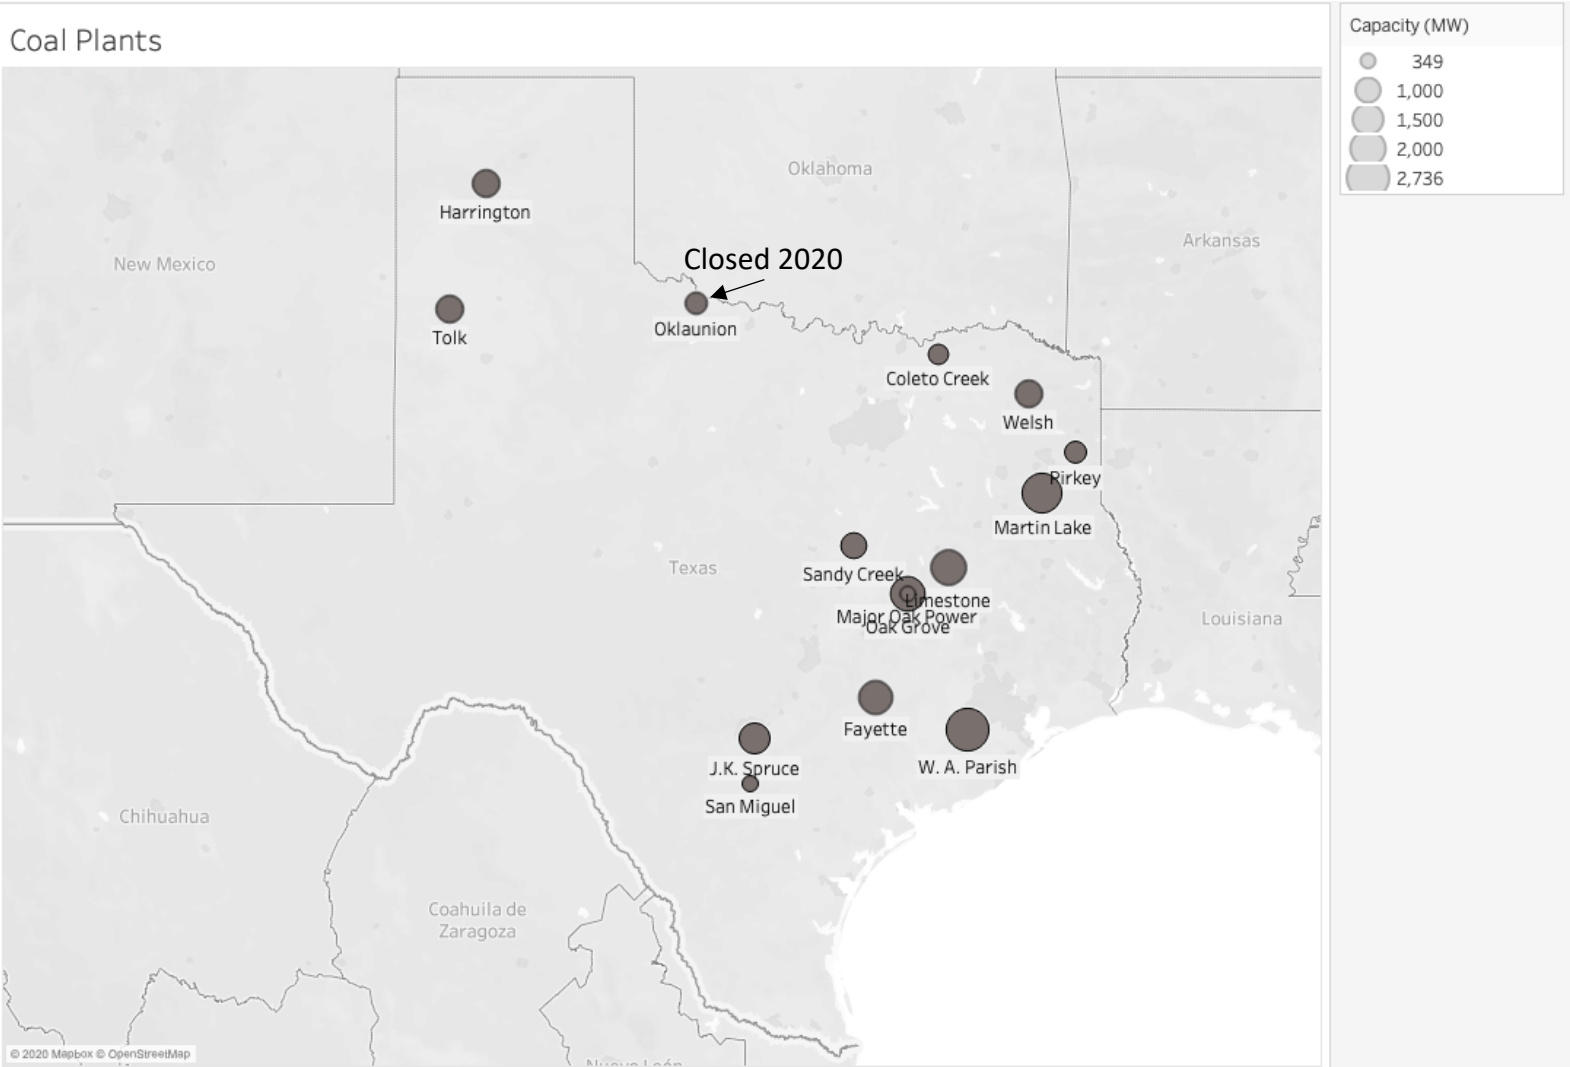 Coal Plants
Capacity (MW)
349
1,000
1,500
2,000
2,736
Oklahoma
Harrington
Arkansas
New Mexico
Closed 2020
Oklaunion
Tolk
Coleto Creek
Welsh
Pirkey
Martin Lake
Texas
Sandy Creek
Limestone
Major Oak Power
Oak Grove
Louisiana
Fayette
W. A. Parish
J.K. Spruce
San Miguel
Chihuahua
Coahuila de
Zaragoza
Nuevo León
© 2020 Mapbox © OpenStreetMap